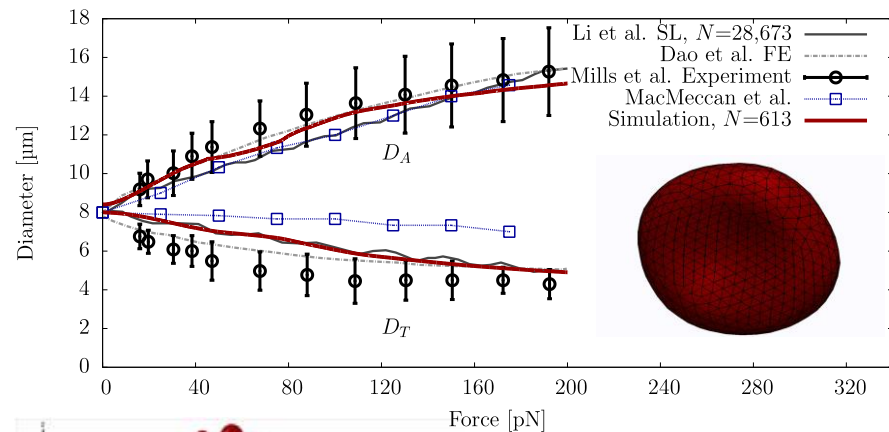 18
16
14
12
10
8
6
4
2
0
Diameter [µm]
Li et al. SL, N=28,673
Dao et al. FE
Mills et al. Experiment
MacMeccan et al.
Simulation, N=613
D_A
D_T
0 40 80 120 160 200 240 280 320
Force [pN]